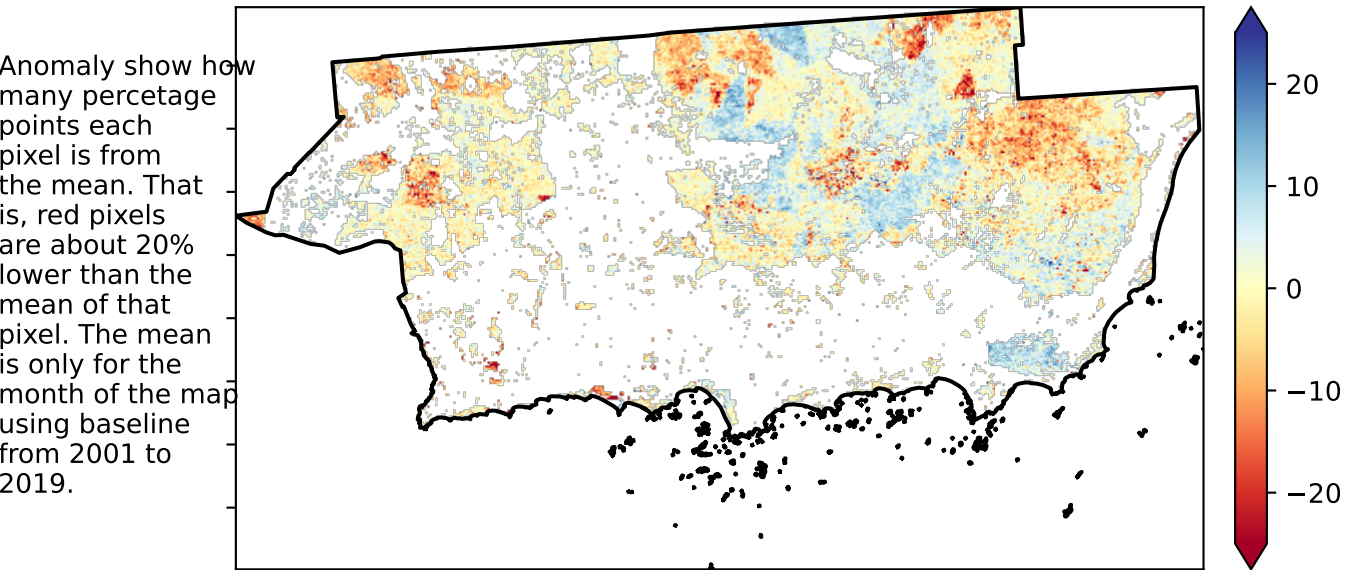 Anomaly show how
many percetage
points each
pixel is from
the mean. That
is, red pixels
are about 20%
lower than the
mean of that
pixel. The mean
is only for the
month of the map
using baseline
from 2001 to
2019.
20
10
0
−10
−20